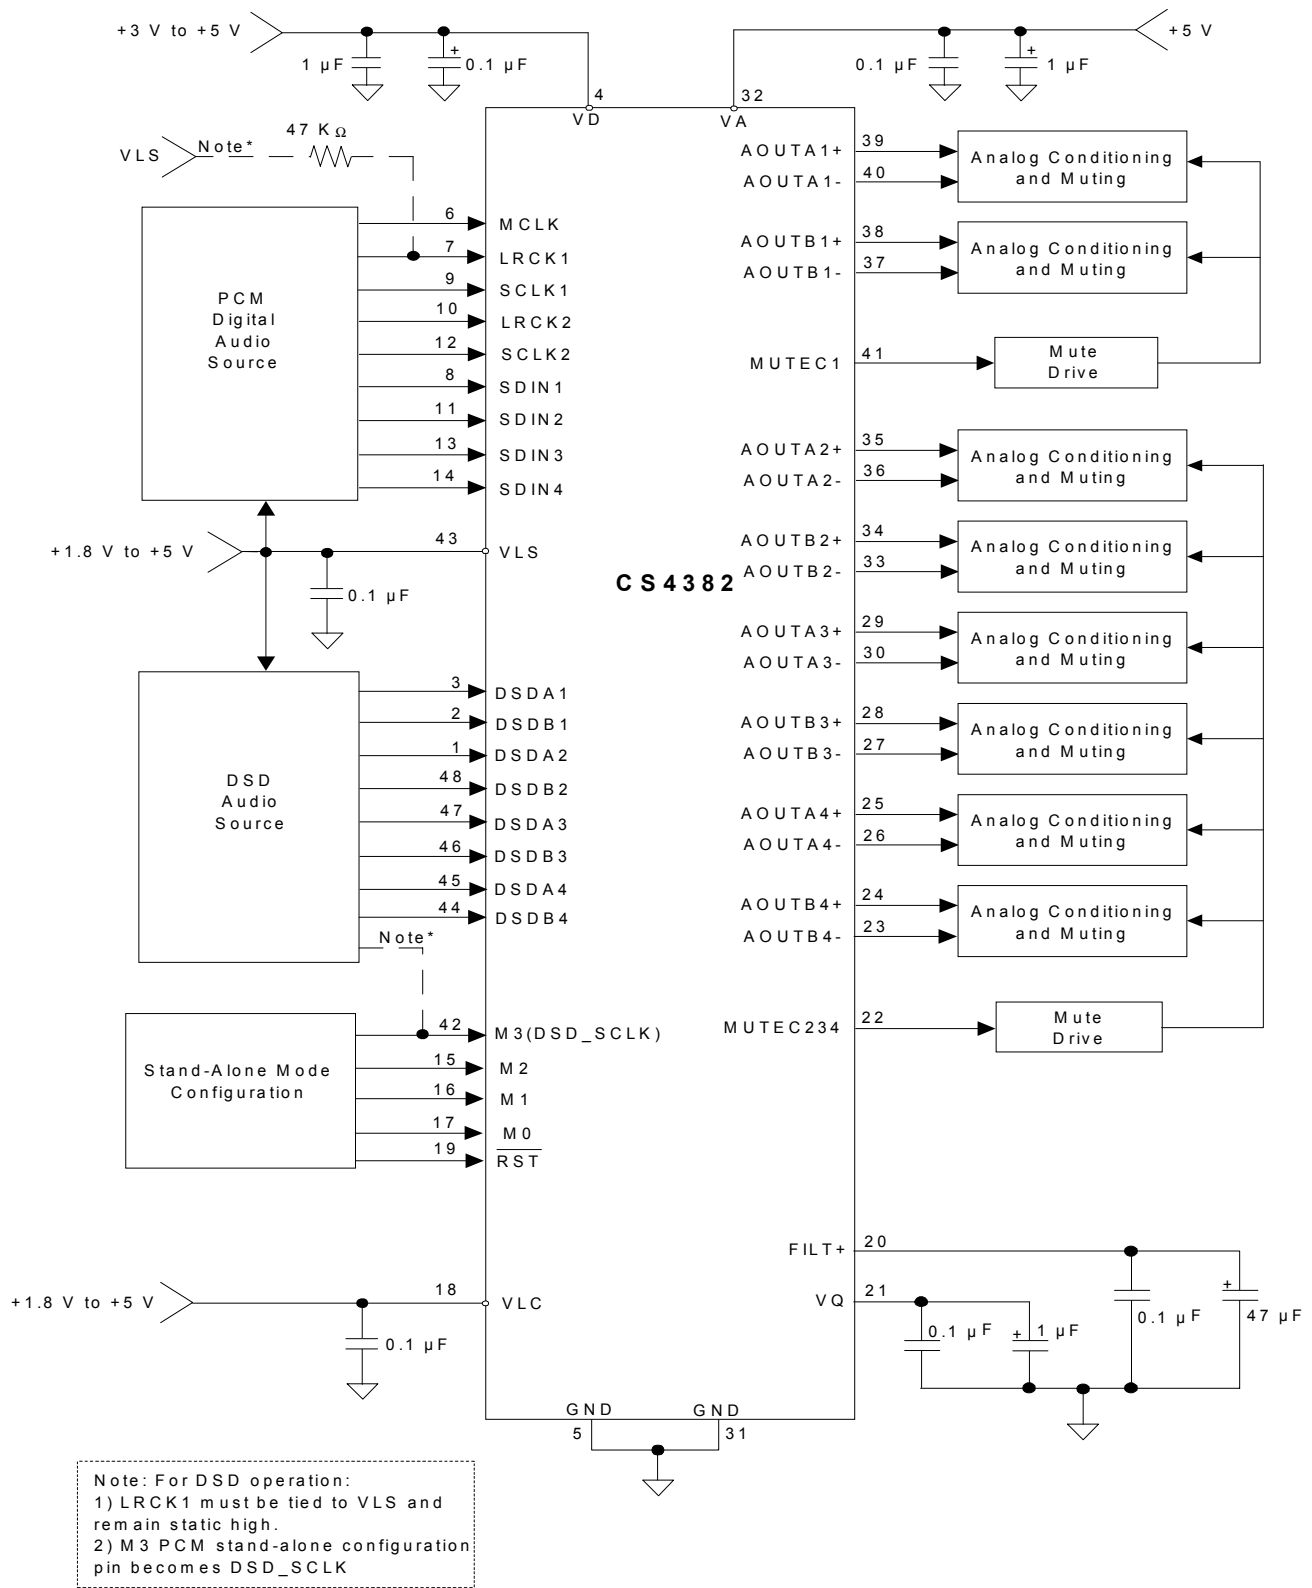 +3 V to +5 V
1 µF
+
0.1 µF
0.1 µF
+
1 µF
+5 V
4
VD
32
VA
VLS
Note*
47 KΩ
PCM
Digital
Audio
Source
6
MCLK
7
LRCK1
9
SCLK1
10
LRCK2
12
SCLK2
8
SDIN1
11
SDIN2
13
SDIN3
14
SDIN4
+1.8 V to +5 V
43
VLS
0.1 µF
CS4382
DSD
Audio
Source
3
DSDA1
2
DSDB1
1
DSDA2
48
DSDB2
47
DSDA3
46
DSDB3
45
DSDA4
44
DSDB4
Note*
Stand-Alone Mode
Configuration
42
M3(DSD_SCLK)
15
M2
16
M1
17
M0
19
RST
+1.8 V to +5 V
18
VLC
0.1 µF
AOUTA1+
39
AOUTA1-
40
Analog Conditioning
and Muting
AOUTB1+
38
AOUTB1-
37
Analog Conditioning
and Muting
MUTEC1
41
Mute
Drive
AOUTA2+
35
AOUTA2-
36
Analog Conditioning
and Muting
AOUTB2+
34
AOUTB2-
33
Analog Conditioning
and Muting
AOUTA3+
29
AOUTA3-
30
Analog Conditioning
and Muting
AOUTB3+
28
AOUTB3-
27
Analog Conditioning
and Muting
AOUTA4+
25
AOUTA4-
26
Analog Conditioning
and Muting
AOUTB4+
24
AOUTB4-
23
Analog Conditioning
and Muting
MUTEC234
22
Mute
Drive
FILT+
20
VQ
21
0.1 µF
+
1 µF
0.1 µF
+
47 µF
GND
5
GND
31
Note: For DSD operation:
1) LRCK1 must be tied to VLS and
remain static high.
2) M3 PCM stand-alone configuration
pin becomes DSD_SCLK